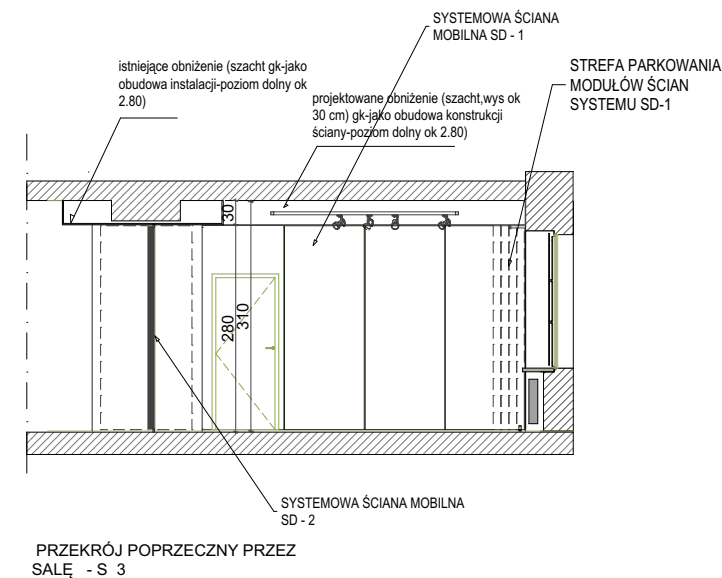 SYSTEMOWA ŚCIANA
MOBILNA SD - 1
istniejące obniżenie (szacht gk-jako
obudowa instalacji-poziom dolny ok
2.80)
projektowane obniżenie (szacht,wys ok
30 cm) gk-jako obudowa konstrukcji
ściany-poziom dolny ok 2.80)
STREFA PARKOWANIA
MODUŁÓW ŚCIAN
SYSTEMU SD-1
30
280
310
SYSTEMOWA ŚCIANA MOBILNA
SD - 2
PRZEKRÓJ POPRZECZNY PRZEZ
SALĘ - S 3